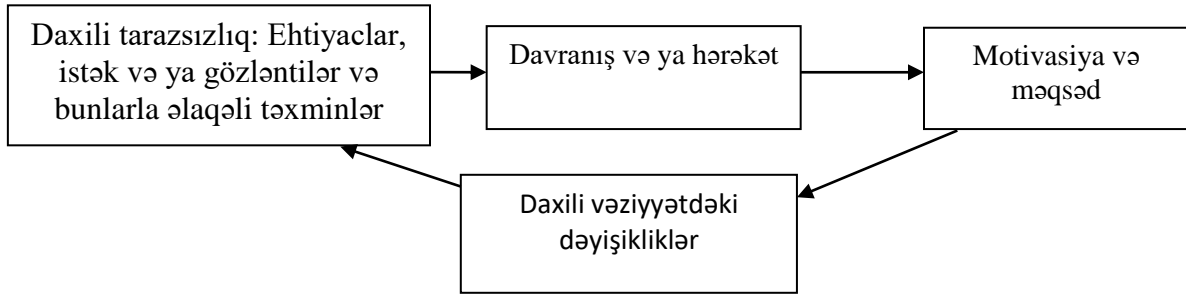 Daxili tarazsızlıq: Ehtiyaclar,
istək və ya gözləntilər və
bunlarla əlaqəli təxminlər
Davranış və ya hərəkət
Motivasiya və
məqsəd
Daxili vəziyyətdəki
dəyişikliklər